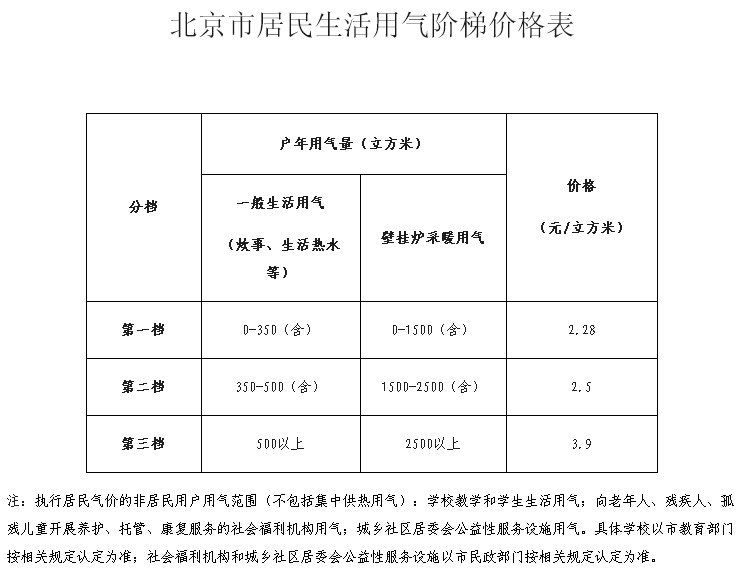 北京市居民生活用气阶梯价格表
分档
户年用气量（立方米）
价格
（元/立方米）
一般生活用气
（炊事、生活热水
等）
壁挂炉采暖用气
第一档
0-350（含）
0-1500（含）
2.28
第二档
350-500（含）
1500-2500（含）
2.5
第三档
500以上
2500以上
3.9
注：执行居民气价的非居民用户用气范围（不包括集中供热用气）：学校教学和学生生活用气；向老年人、残疾人、孤
残儿童开展养护、托管、康复服务的社会福利机构用气；城乡社区居委会公益性服务设施用气。具体学校以市教育部门
按相关规定认定为准；社会福利机构和城乡社区居委会公益性服务设施以市民政部门按相关规定认定为准。